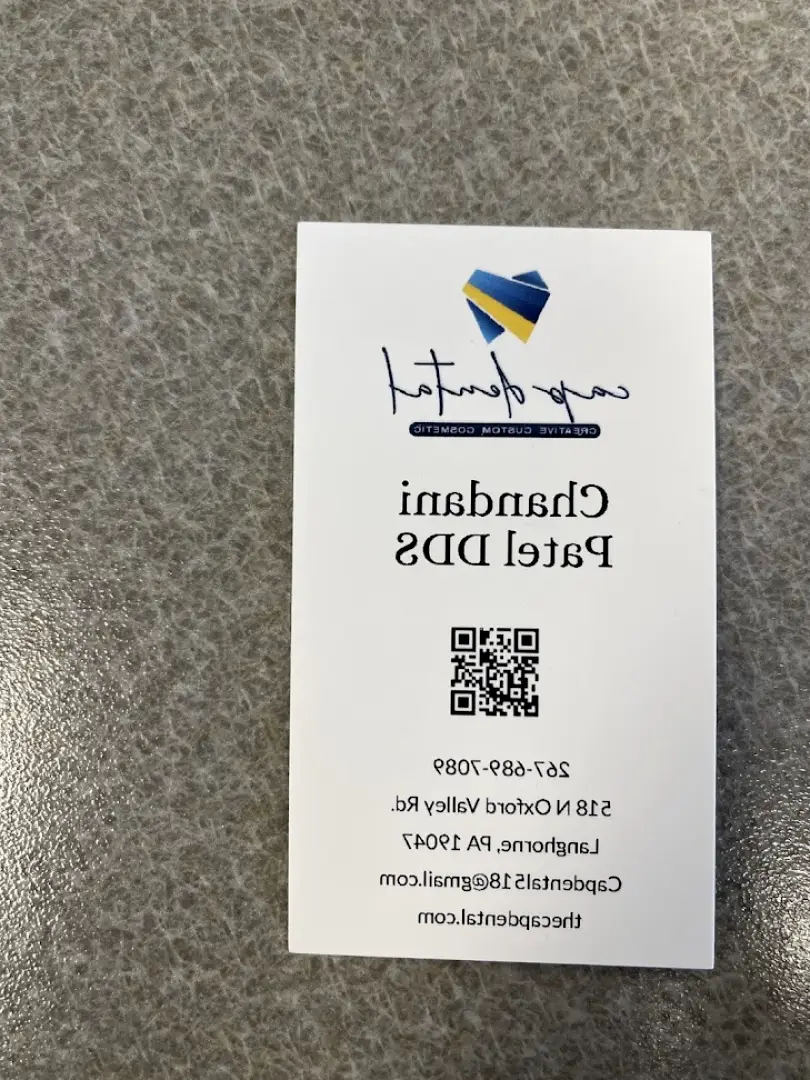 cap dental
CREATIVE CUSTOM COSMETIC
Chandani
Patel DDS
267-689-7089
518 N Oxford Valley Rd.
Langhorne, PA 19047
Capdental518@gmail.com
thecapdental.com